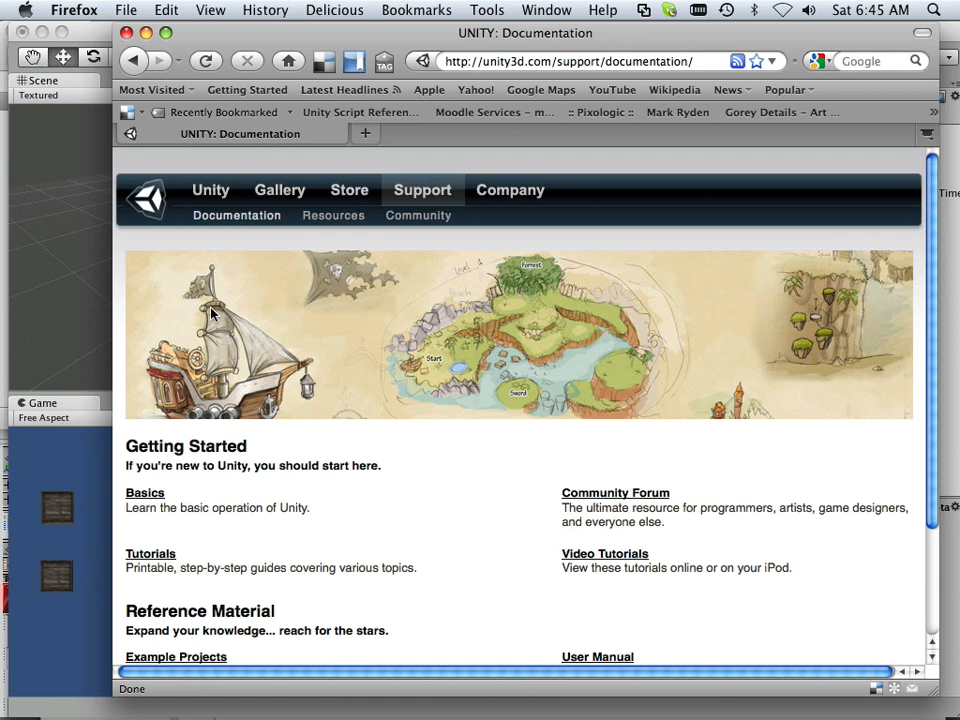 Firefox File Edit View History Delicious Bookmarks Tools Window Help Sat 6:45 AM
UNITY: Documentation
TAG http://unity3d.com/support/documentation/ Google
Most Visited Getting Started Latest Headlines Apple Yahoo! Google Maps YouTube Wikipedia News Popular
Recently Bookmarked Unity Script Referen... Moodle Services - m... :: Pixologic :: Mark Ryden Gorey Details - Art ... »
UNITY: Documentation +
Scene
Textured
Time
Unity Gallery Store Support Company
Documentation Resources Community
Level 1
Forrest
Beach
Start
Sword
Game
Free Aspect
Getting Started
If you're new to Unity, you should start here.
Basics
Learn the basic operation of Unity.
Community Forum
The ultimate resource for programmers, artists, game designers,
and everyone else.
Tutorials
Printable, step-by-step guides covering various topics.
Video Tutorials
View these tutorials online or on your iPod.
Reference Material
Expand your knowledge... reach for the stars.
Example Projects
User Manual
Done